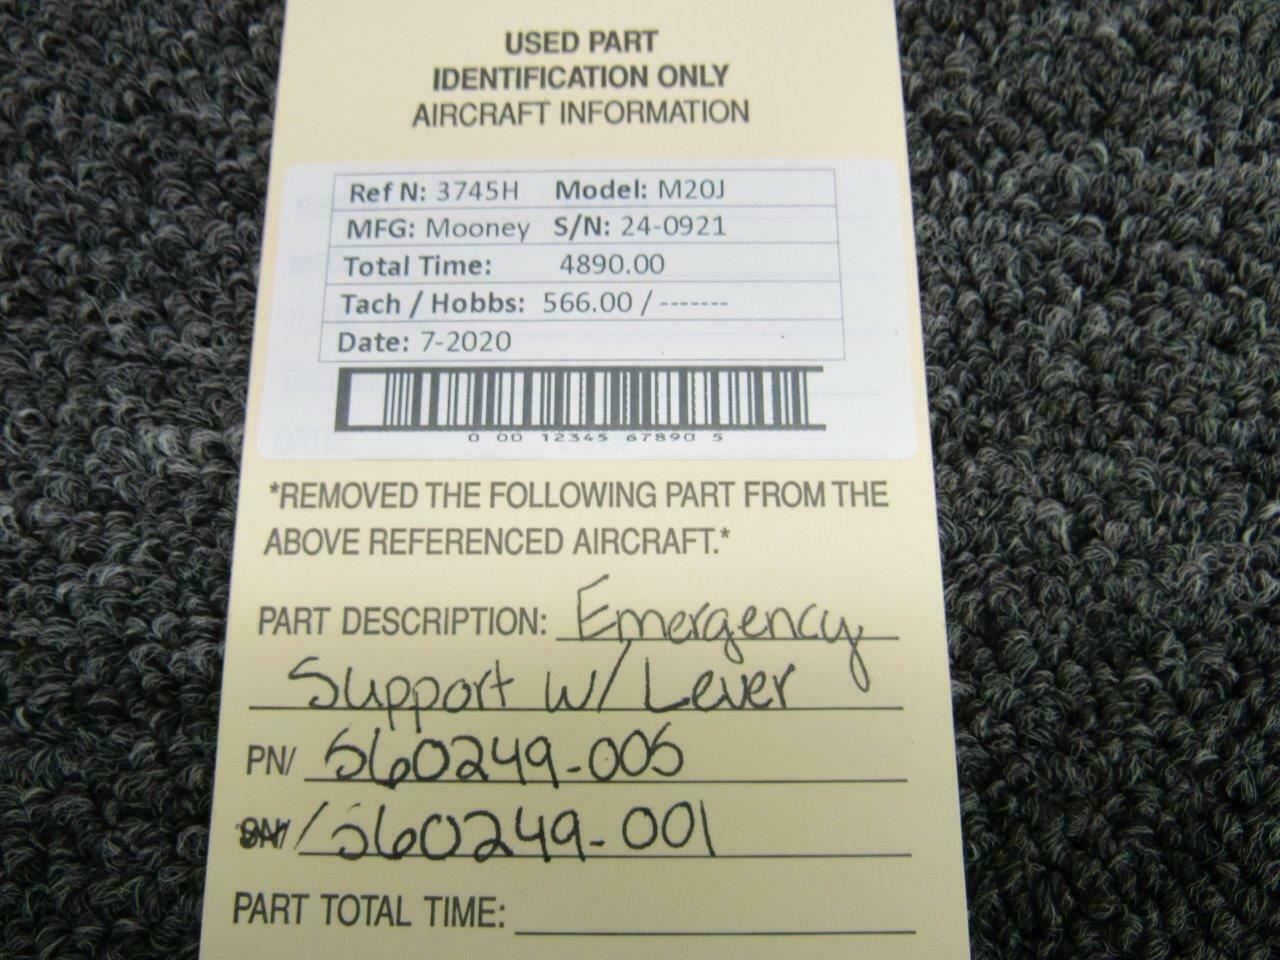 USED PART
IDENTIFICATION ONLY
AIRCRAFT INFORMATION
Ref N: 3745H Model: M20J
MFG: Mooney S/N: 24-0921
Total Time: 4890.00
Tach / Hobbs: 566.00 / -------
Date: 7-2020
0 00 12345 67890 5
*REMOVED THE FOLLOWING PART FROM THE
ABOVE REFERENCED AIRCRAFT.*
PART DESCRIPTION: Emergency
Support w/ Lever
PN/ 560249-005
/ 560249-001
PART TOTAL TIME: